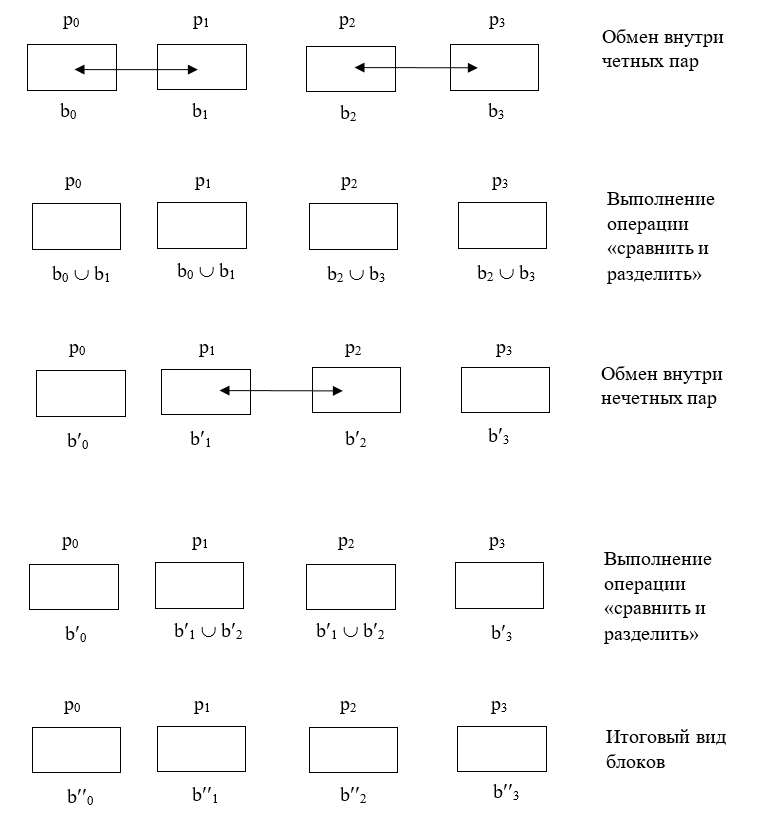 p₀ p₁ p₂ p₃
Обмен внутри
четных пар
b₀ b₁ b₂ b₃
p₀ p₁ p₂ p₃
Выполнение
операции
«сравнить и
разделить»
b₀ ∪ b₁ b₀ ∪ b₁ b₂ ∪ b₃ b₂ ∪ b₃
p₀ p₁ p₂ p₃
Обмен внутри
нечетных пар
b′₀ b′₁ b′₂ b′₃
p₀ p₁ p₂ p₃
Выполнение
операции
«сравнить и
разделить»
b′₀ b′₁ ∪ b′₂ b′₁ ∪ b′₂ b′₃
p₀ p₁ p₂ p₃
Итоговый вид
блоков
b′′₀ b′′₁ b′′₂ b′′₃